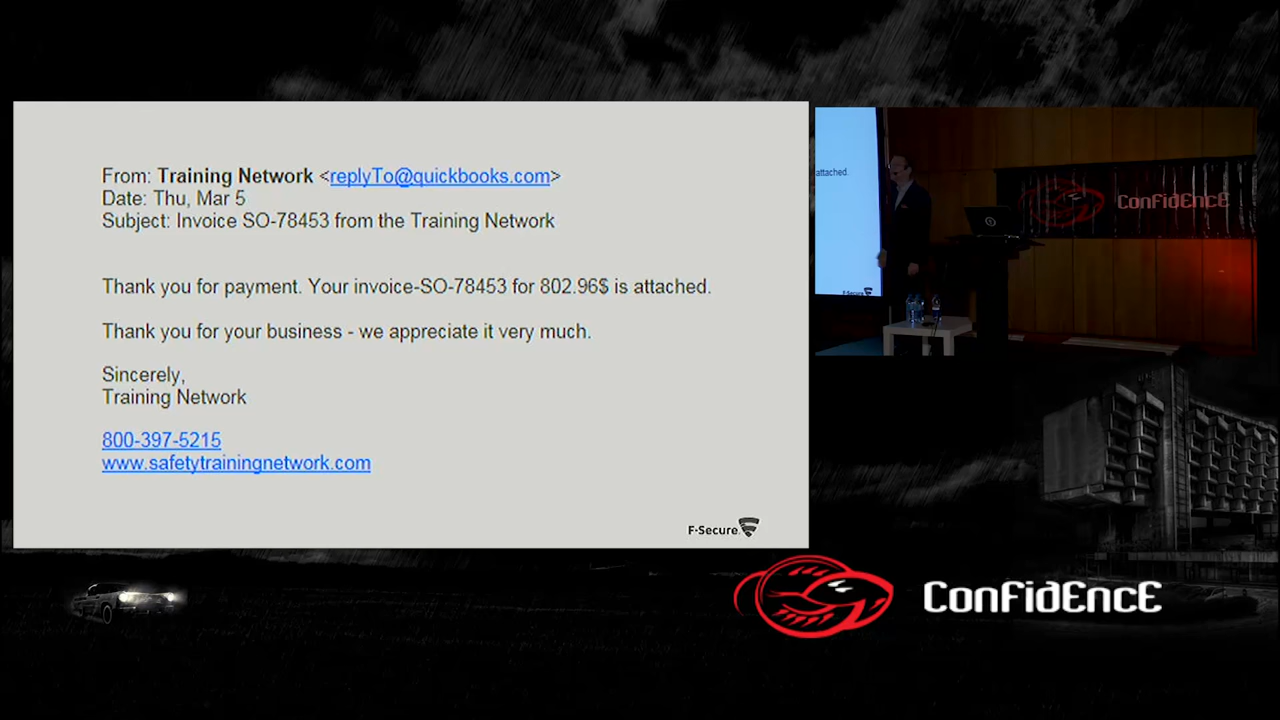 From: Training Network <replyTo@quickbooks.com>
Date: Thu, Mar 5
Subject: Invoice SO-78453 from the Training Network
Thank you for payment. Your invoice-SO-78453 for 802.96$ is attached.
Thank you for your business - we appreciate it very much.
Sincerely,
Training Network
800-397-5215
www.safetytrainingnetwork.com
F-Secure
attached.
F-Secure
ConFidEncE
ConFidEncE